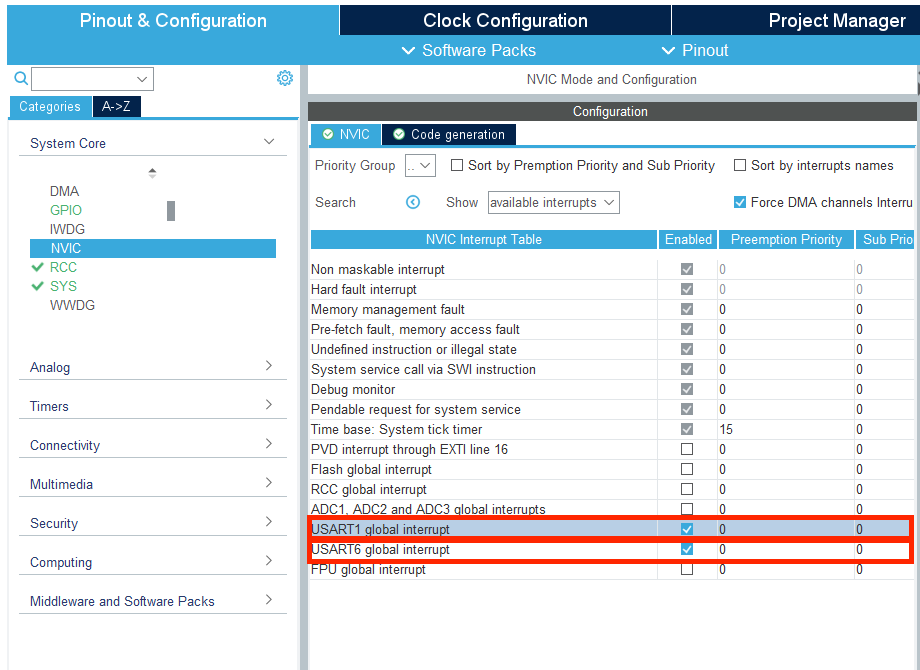 Pinout & Configuration
Clock Configuration
Project Manager
Software Packs
Pinout
Categories
A->Z
System Core
DMA
GPIO
IWDG
NVIC
RCC
SYS
WWDG
Analog
Timers
Connectivity
Multimedia
Security
Computing
Middleware and Software Packs
NVIC Mode and Configuration
Configuration
NVIC
Code generation
Priority Group .. Sort by Premption Priority and Sub Priority Sort by interrupts names
Search Show available interrupts Force DMA channels Interru
NVIC Interrupt Table Enabled Preemption Priority Sub Prio
Non maskable interrupt 0 0
Hard fault interrupt 0 0
Memory management fault 0 0
Pre-fetch fault, memory access fault 0 0
Undefined instruction or illegal state 0 0
System service call via SWI instruction 0 0
Debug monitor 0 0
Pendable request for system service 0 0
Time base: System tick timer 15 0
PVD interrupt through EXTI line 16 0 0
Flash global interrupt 0 0
RCC global interrupt 0 0
ADC1, ADC2 and ADC3 global interrupts 0 0
USART1 global interrupt 0 0
USART6 global interrupt 0 0
FPU global interrupt 0 0